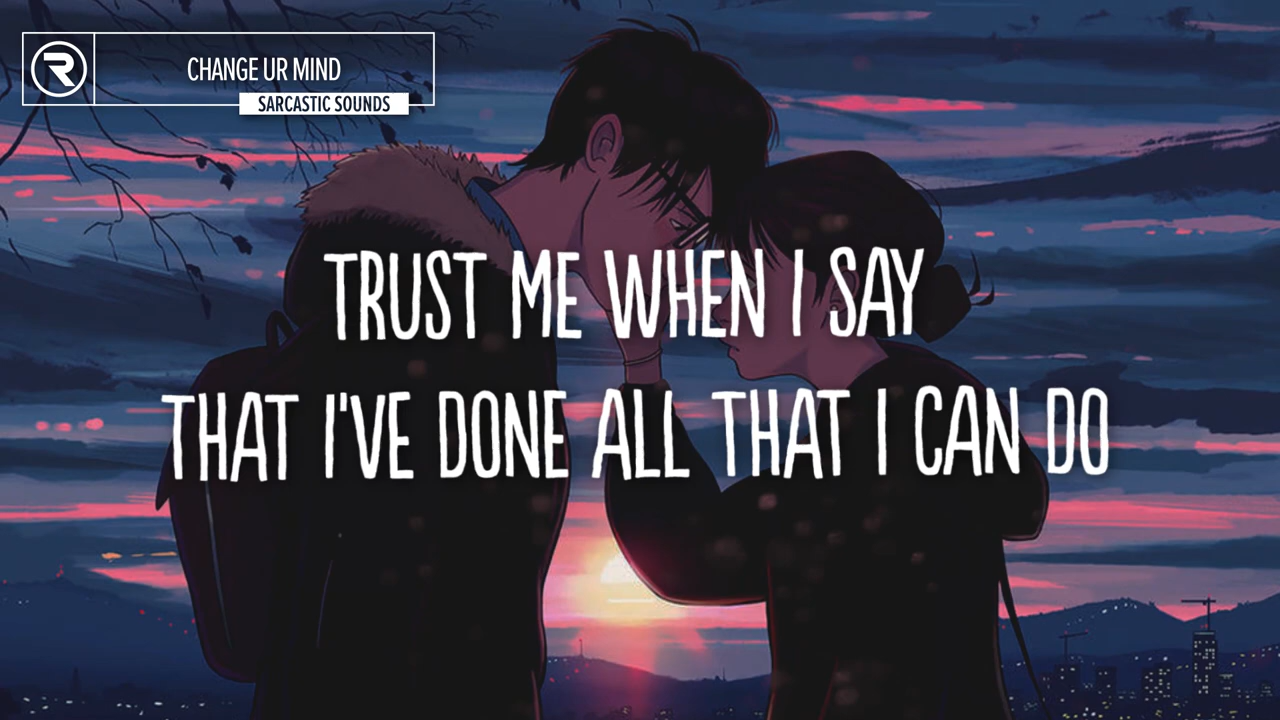 R
CHANGE UR MIND
SARCASTIC SOUNDS
TRUST ME WHEN I SAY
THAT I'VE DONE ALL THAT I CAN DO